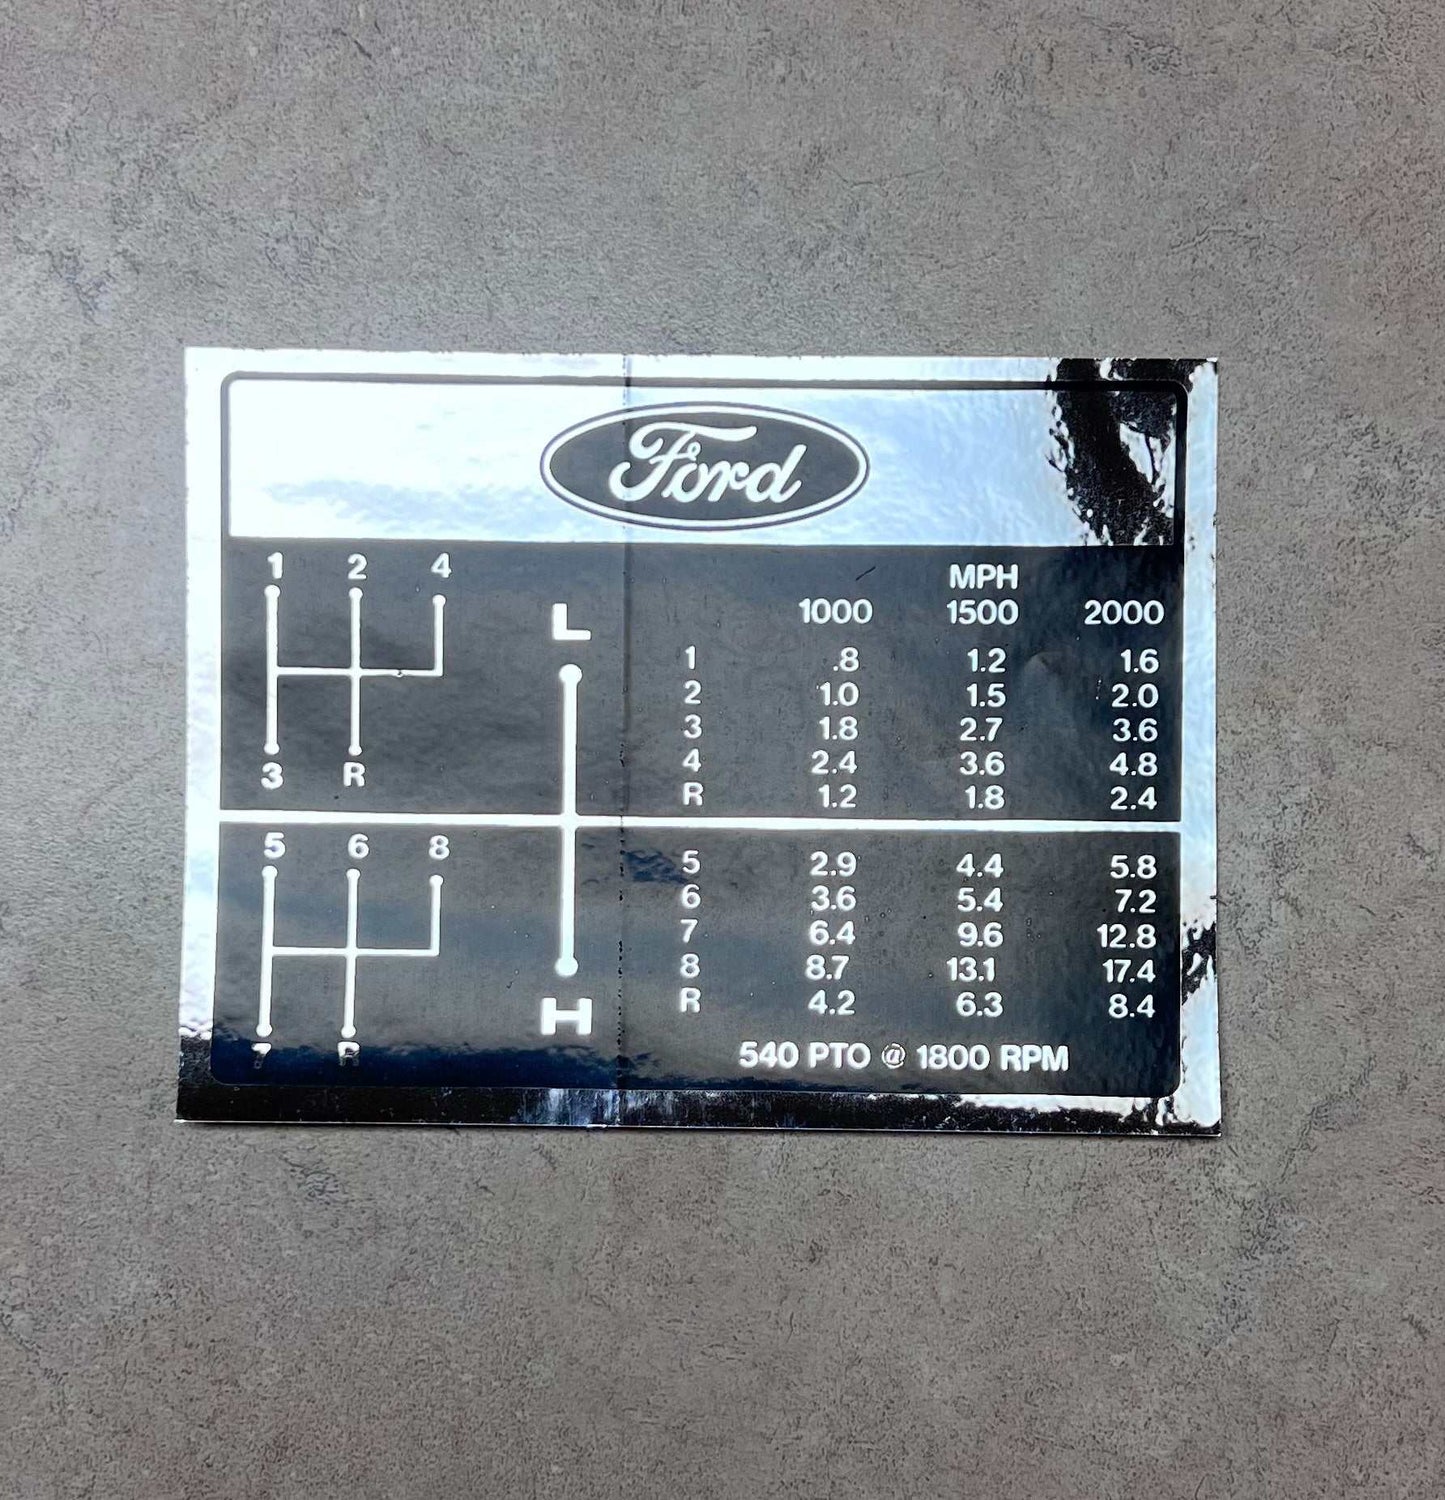 Ford
1 2 4
3 R
L
5 6 8
7 R
H
MPH
1000 1500 2000
1 .8 1.2 1.6
2 1.0 1.5 2.0
3 1.8 2.7 3.6
4 2.4 3.6 4.8
R 1.2 1.8 2.4
5 2.9 4.4 5.8
6 3.6 5.4 7.2
7 6.4 9.6 12.8
8 8.7 13.1 17.4
R 4.2 6.3 8.4
540 PTO @ 1800 RPM